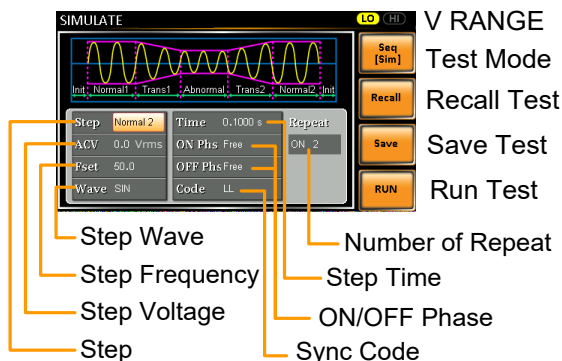 SIMULATE
LO HI
V RANGE
Init Normal1 Trans1 Abnormal Trans2 Normal2 Init
Seq
[Sim]
Test Mode
Recall
Recall Test
Save
Save Test
RUN
Run Test
Step Normal 2
ACV 0.0 Vrms
Fset 50.0
Wave SIN
Time 0.1000 s
ON Phs Free
OFF Phs Free
Code LL
Repeat
ON 2
Step Wave
Step Frequency
Step Voltage
Step
Number of Repeat
Step Time
ON/OFF Phase
Sync Code